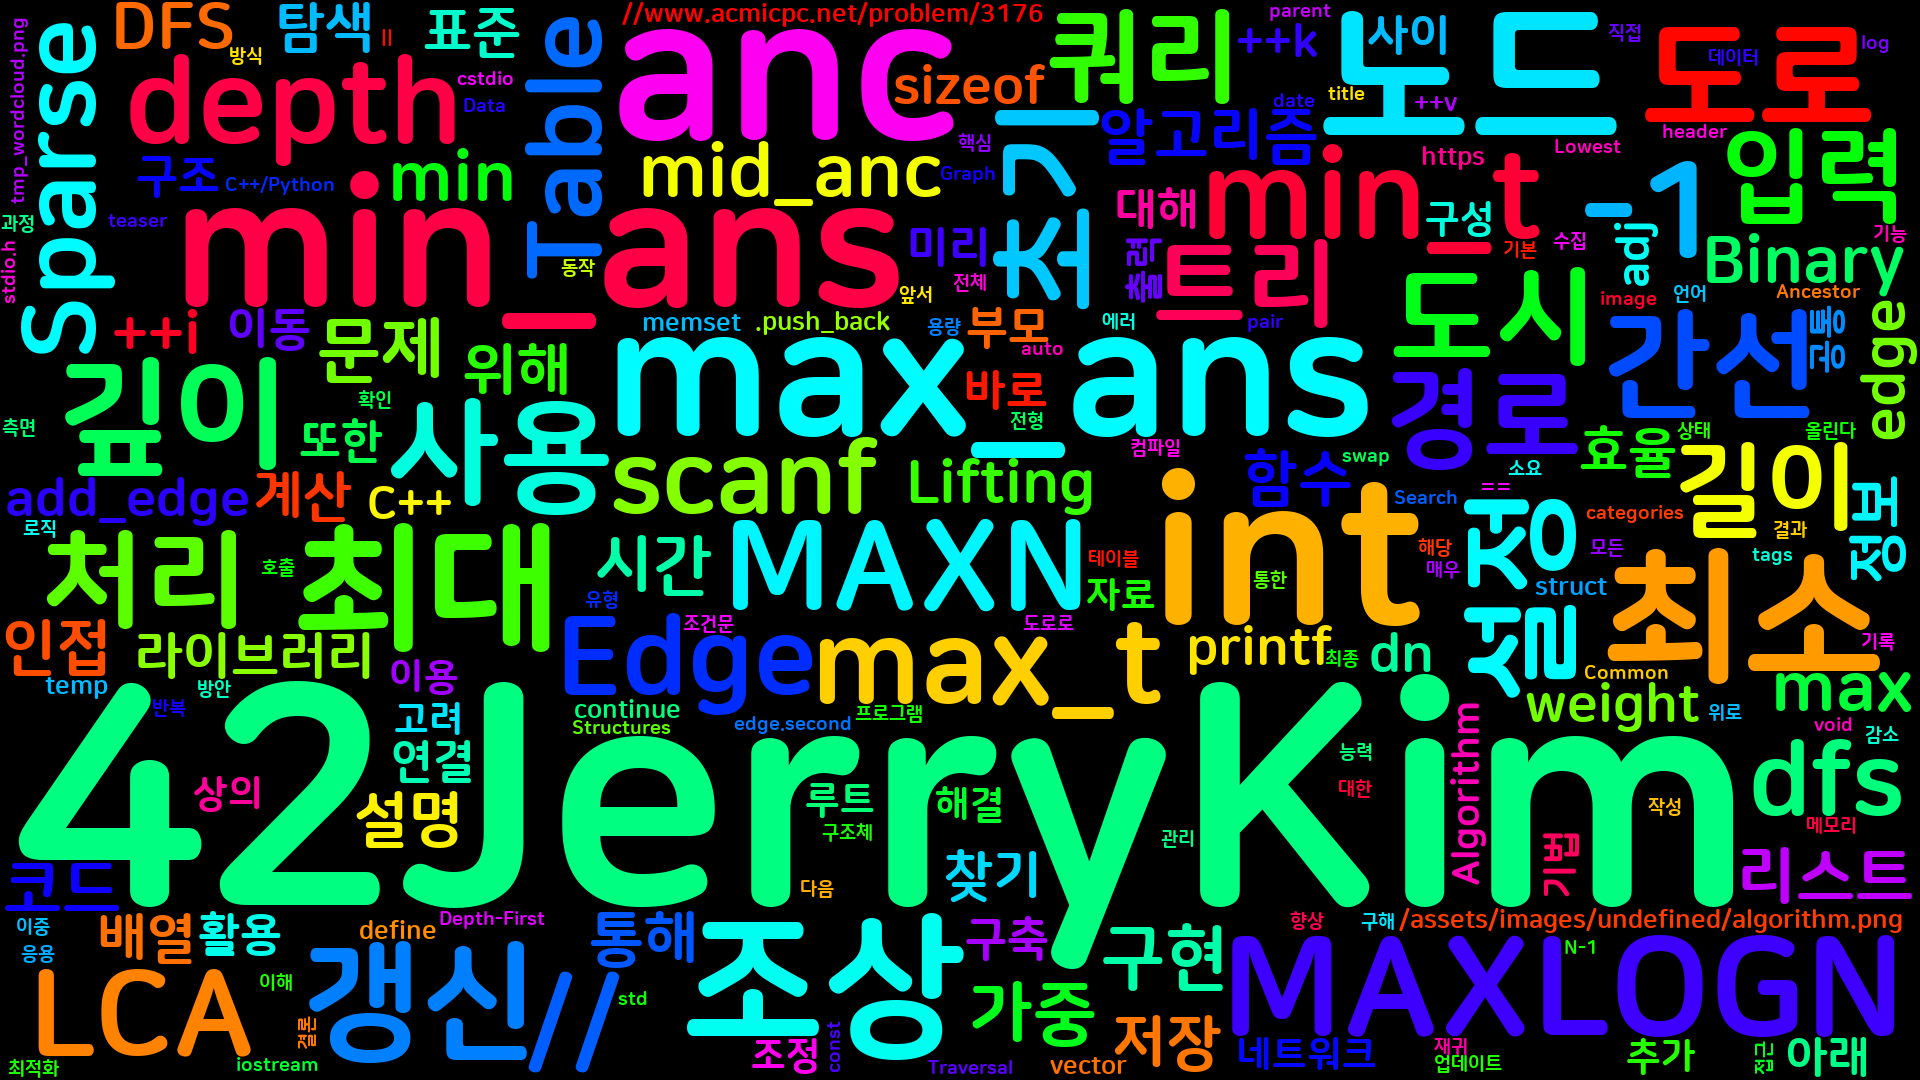 //www.acmicpc.net/problem/3176
DFS
탐색
||
표준
Table
anc
쿼리
++k
parent
사이
노드
직접
도로
log
방식
cstdio
sizeof
데이터
tmp_wordcloud.png
Sparse
depth
Data
date
title
++v
핵심
알고리즘
header
구조
C++/Python
min
mid_anc
Graph
초기
대해
https
min_t
Lowest
-1
입력
과정
teaser
min_ans
미리
출력
트리
구성
기본
수집
adj
Binary
기능
stdio.h
동작
앞서
전체
도시
image
언어
Ancestor
++i
이동
문제
memset
.push_back
용량
부모
에러
pair
간선
공통
edge
위해
max_ans
auto
바로
경로
깊이
확인
사용
전형
측면
또한
컴파일
함수
swap
소요
효율
상태
올린다
add_edge
계산
C++
scanf
Lifting
int
Search
==
설정
길이
정보
로직
categories
결과
처리
호출
최대
시간
MAXN
테이블
통한
해당
매우
모든
tags
자료
유형
struct
최소
인접
라이브러리
Edge
조건문
도로로
max_t
printf
최종
dn
기록
temp
방안
이용
Common
max
반복
고려
continue
Structures
edge.second
프로그램
weight
위로
void
감소
42JerryKim
연결
능력
Algorithm
dfs
상의
설명
루트
구조체
해결
대한
작성
메모리
관리
기법
코드
다음
찾기
리스트
이중
배열
활용
define
Depth-First
통해
구축
구현
향상
구해
/assets/images/undefined/algorithm.png
응용
LCA
이해
갱신
//
std
조상
가중
N-1
MAXLOGN
결론
저장
최적화
iostream
조정
const
Traversal
vector
네트워크
재귀
업데이트
추가
접근
아래